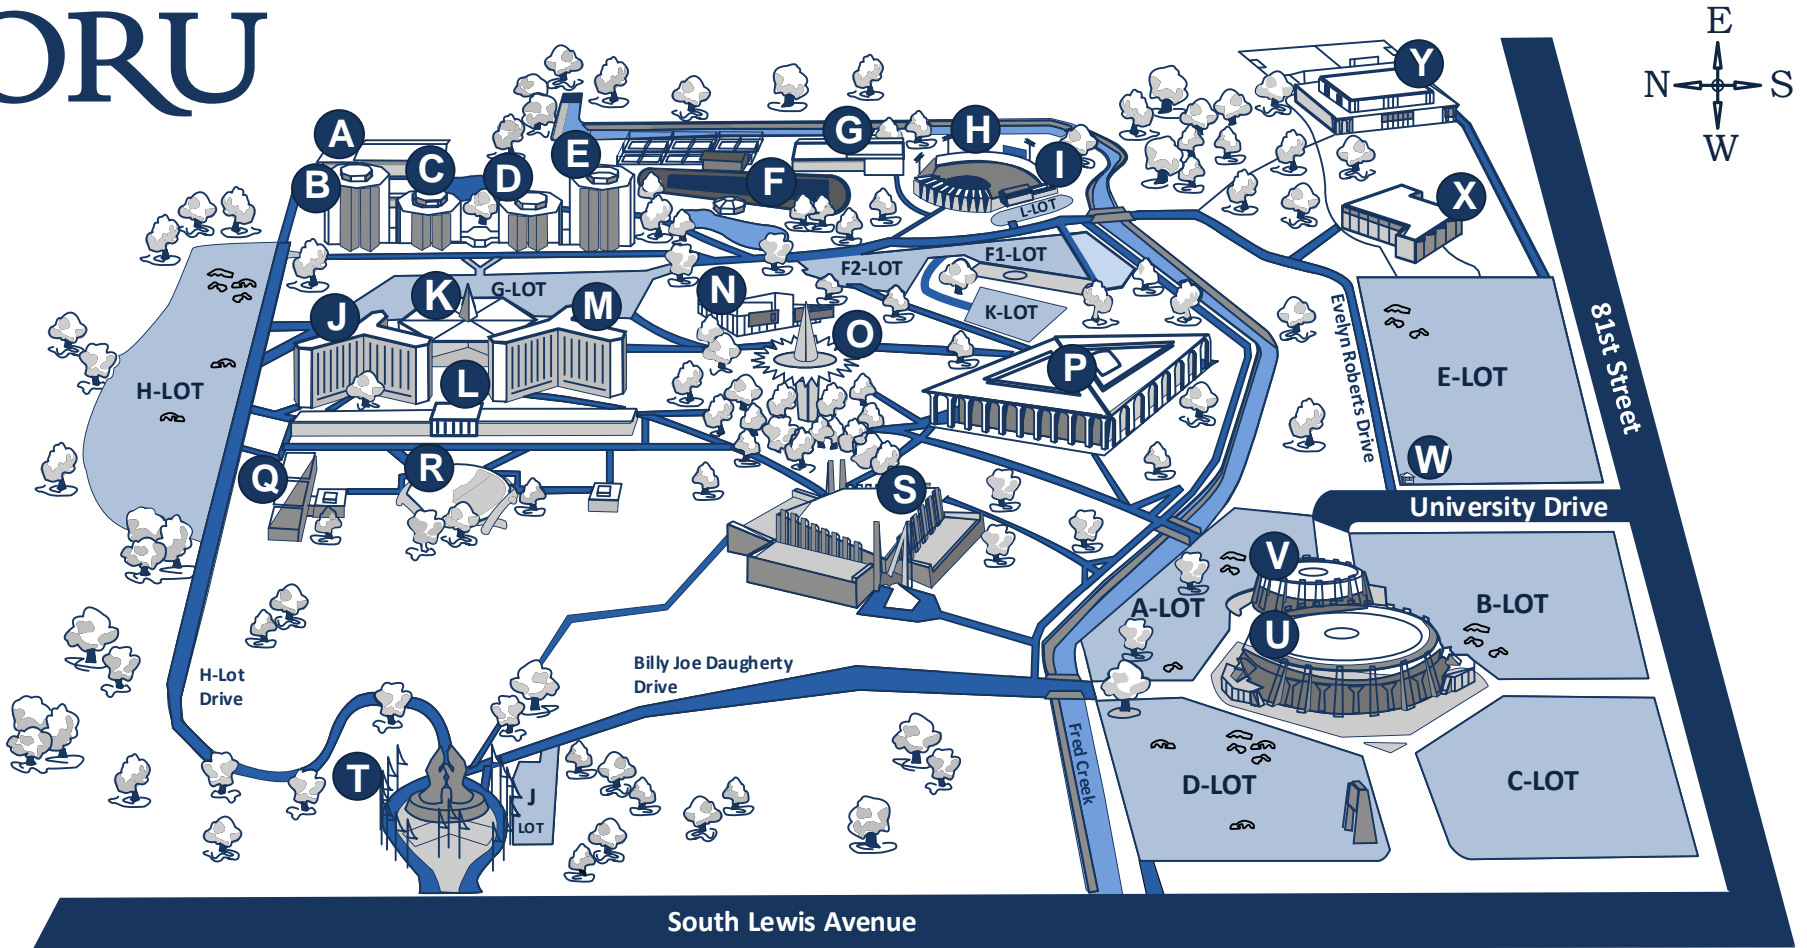 ORU
E
N S
W
Y
A
G
H
E
I
C
D
B
F
X
L-LOT
F1-LOT
F2-LOT
G-LOT
K
N
M
J
K-LOT
O
81st Street
Evelyn Roberts Drive
P
E-LOT
H-LOT
L
W
R
Q
S
University Drive
V
A-LOT
B-LOT
U
Billy Joe Daugherty
Drive
H-Lot
Drive
Fred Creek
T
J
LOT
D-LOT
C-LOT
South Lewis Avenue